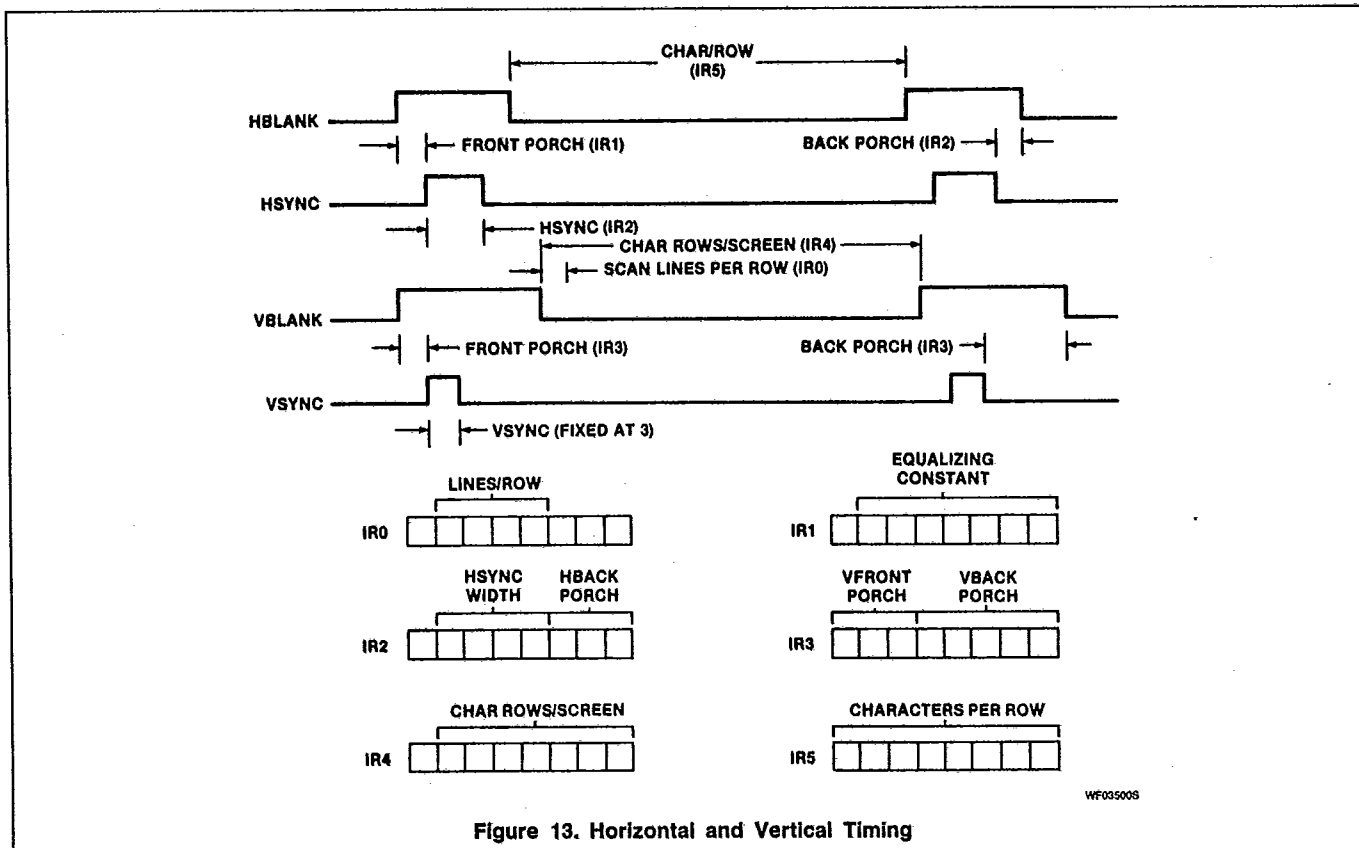 CHAR/ROW
(IR5)
HBLANK
FRONT PORCH (IR1)
BACK PORCH (IR2)
HSYNC
HSYNC (IR2)
CHAR ROWS/SCREEN (IR4)
SCAN LINES PER ROW (IR0)
VBLANK
FRONT PORCH (IR3)
BACK PORCH (IR3)
VSYNC
VSYNC (FIXED AT 3)
LINES/ROW
IR0
EQUALIZING
CONSTANT
IR1
HSYNC
WIDTH
HBACK
PORCH
IR2
VFRONT
PORCH
VBACK
PORCH
IR3
CHAR ROWS/SCREEN
IR4
CHARACTERS PER ROW
IR5
WF03500S
Figure 13. Horizontal and Vertical Timing